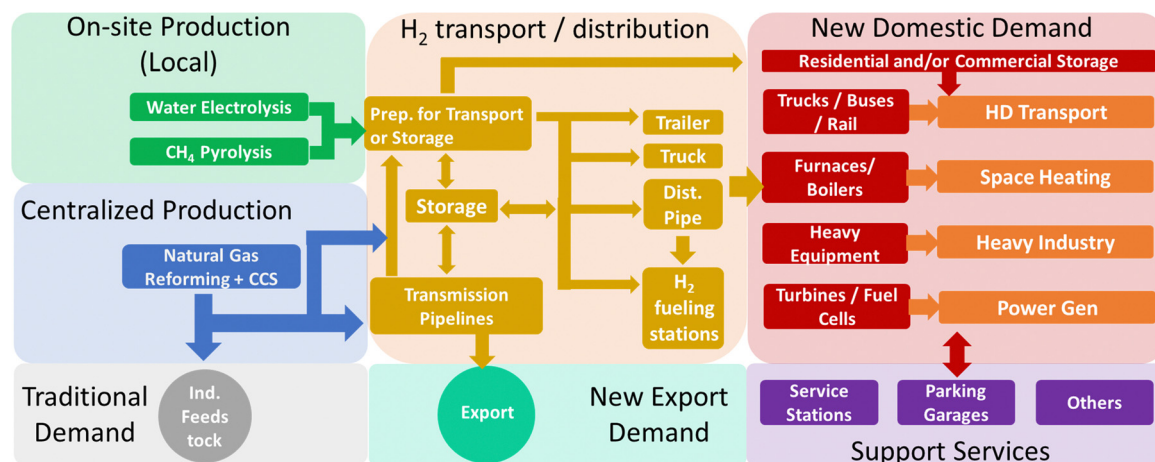 On-site Production
(Local)
Water Electrolysis
CH₄ Pyrolysis
Centralized Production
Natural Gas
Reforming + CCS
Traditional
Demand
Ind.
Feeds
tock
H₂ transport / distribution
Prep. for Transport
or Storage
Storage
Transmission
Pipelines
Trailer
Truck
Dist.
Pipe
H₂
fueling
stations
Export
New Export
Demand
New Domestic Demand
Residential and/or Commercial Storage
Trucks / Buses
/ Rail
HD Transport
Furnaces/
Boilers
Space Heating
Heavy
Equipment
Heavy Industry
Turbines / Fuel
Cells
Power Gen
Service
Stations
Parking
Garages
Others
Support Services